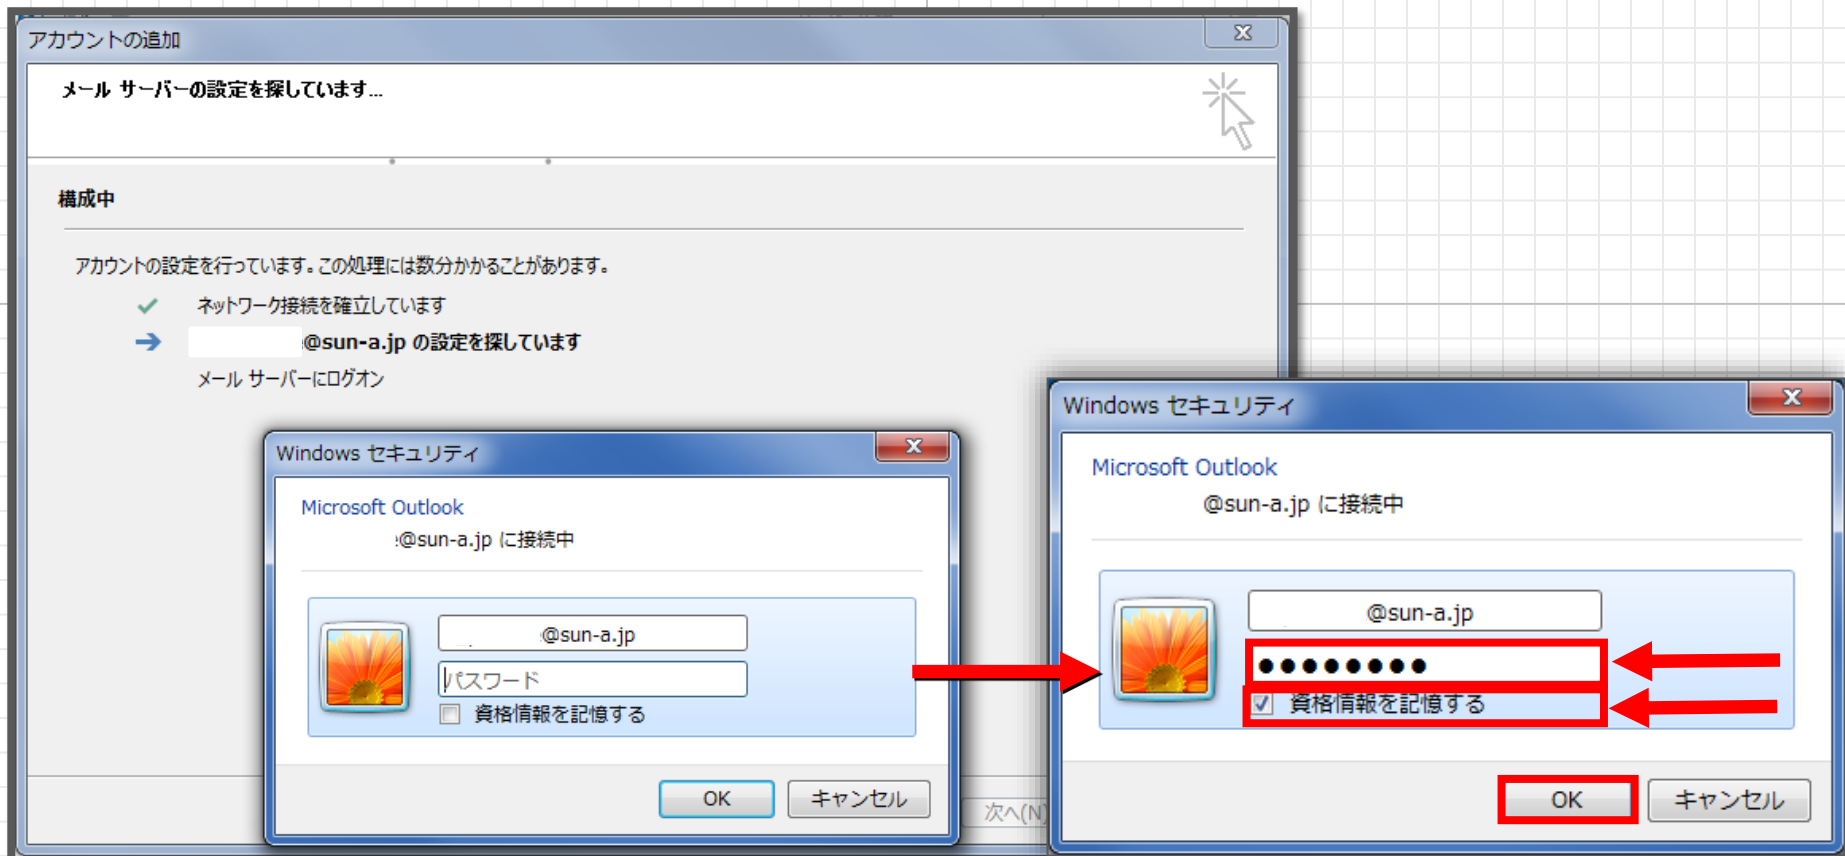 アカウントの追加
メール サーバーの設定を探しています...
構成中
アカウントの設定を行っています。この処理には数分かかることがあります。
ネットワーク接続を確立しています
@sun-a.jp の設定を探しています
メール サーバーにログオン
Windows セキュリティ
Microsoft Outlook
@sun-a.jp に接続中
@sun-a.jp
パスワード
資格情報を記憶する
OK
キャンセル
次へ(N)
Windows セキュリティ
Microsoft Outlook
@sun-a.jp に接続中
@sun-a.jp
●●●●●●●●
資格情報を記憶する
OK
キャンセル